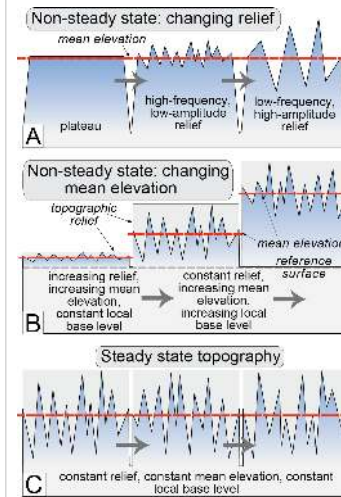 Non-steady state: changing relief
mean elevation
plateau
high-frequency,
low-amplitude
relief
low-frequency,
high-amplitude
relief
A
Non-steady state: changing
mean elevation
topographic
relief
mean elevation
reference
surface
increasing relief,
increasing mean
elevation,
constant local
base level
constant relief,
increasing mean
elevation,
increasing local
base level
B
Steady state topography
C
constant relief, constant mean elevation, constant
local base level